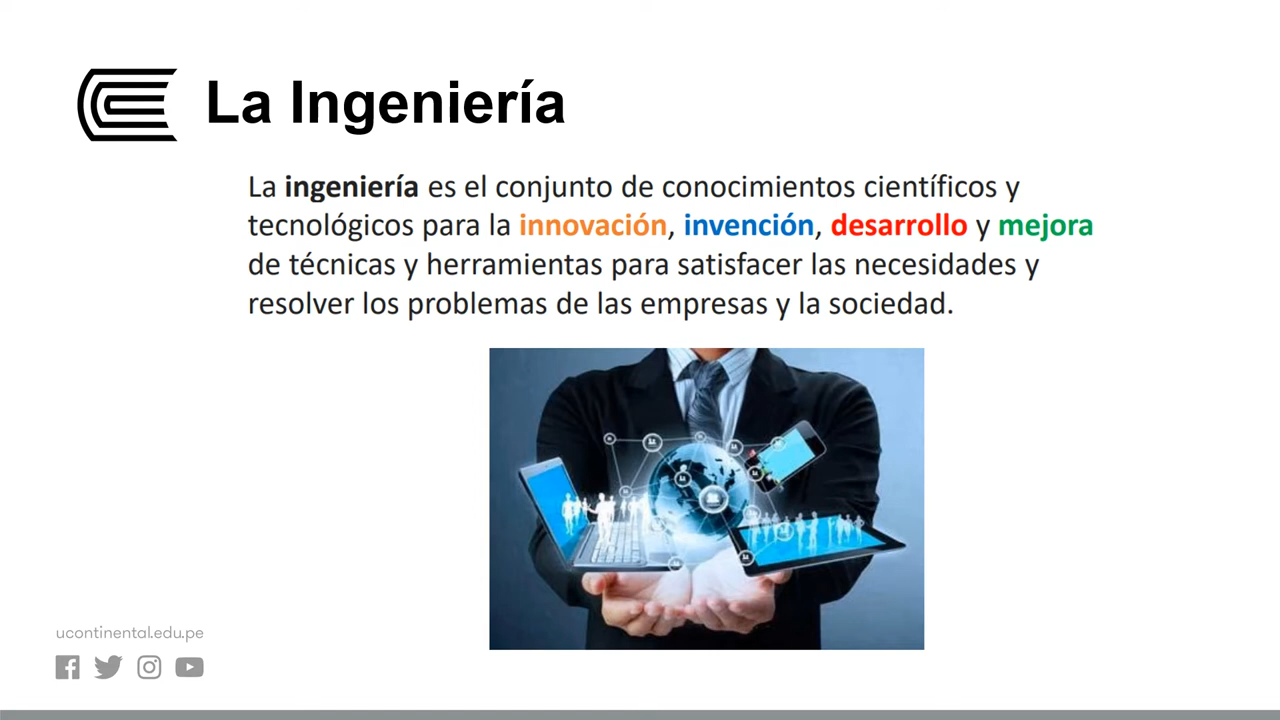 La Ingeniería
La ingeniería es el conjunto de conocimientos científicos y
tecnológicos para la innovación, invención, desarrollo y mejora
de técnicas y herramientas para satisfacer las necesidades y
resolver los problemas de las empresas y la sociedad.
ucontinental.edu.pe